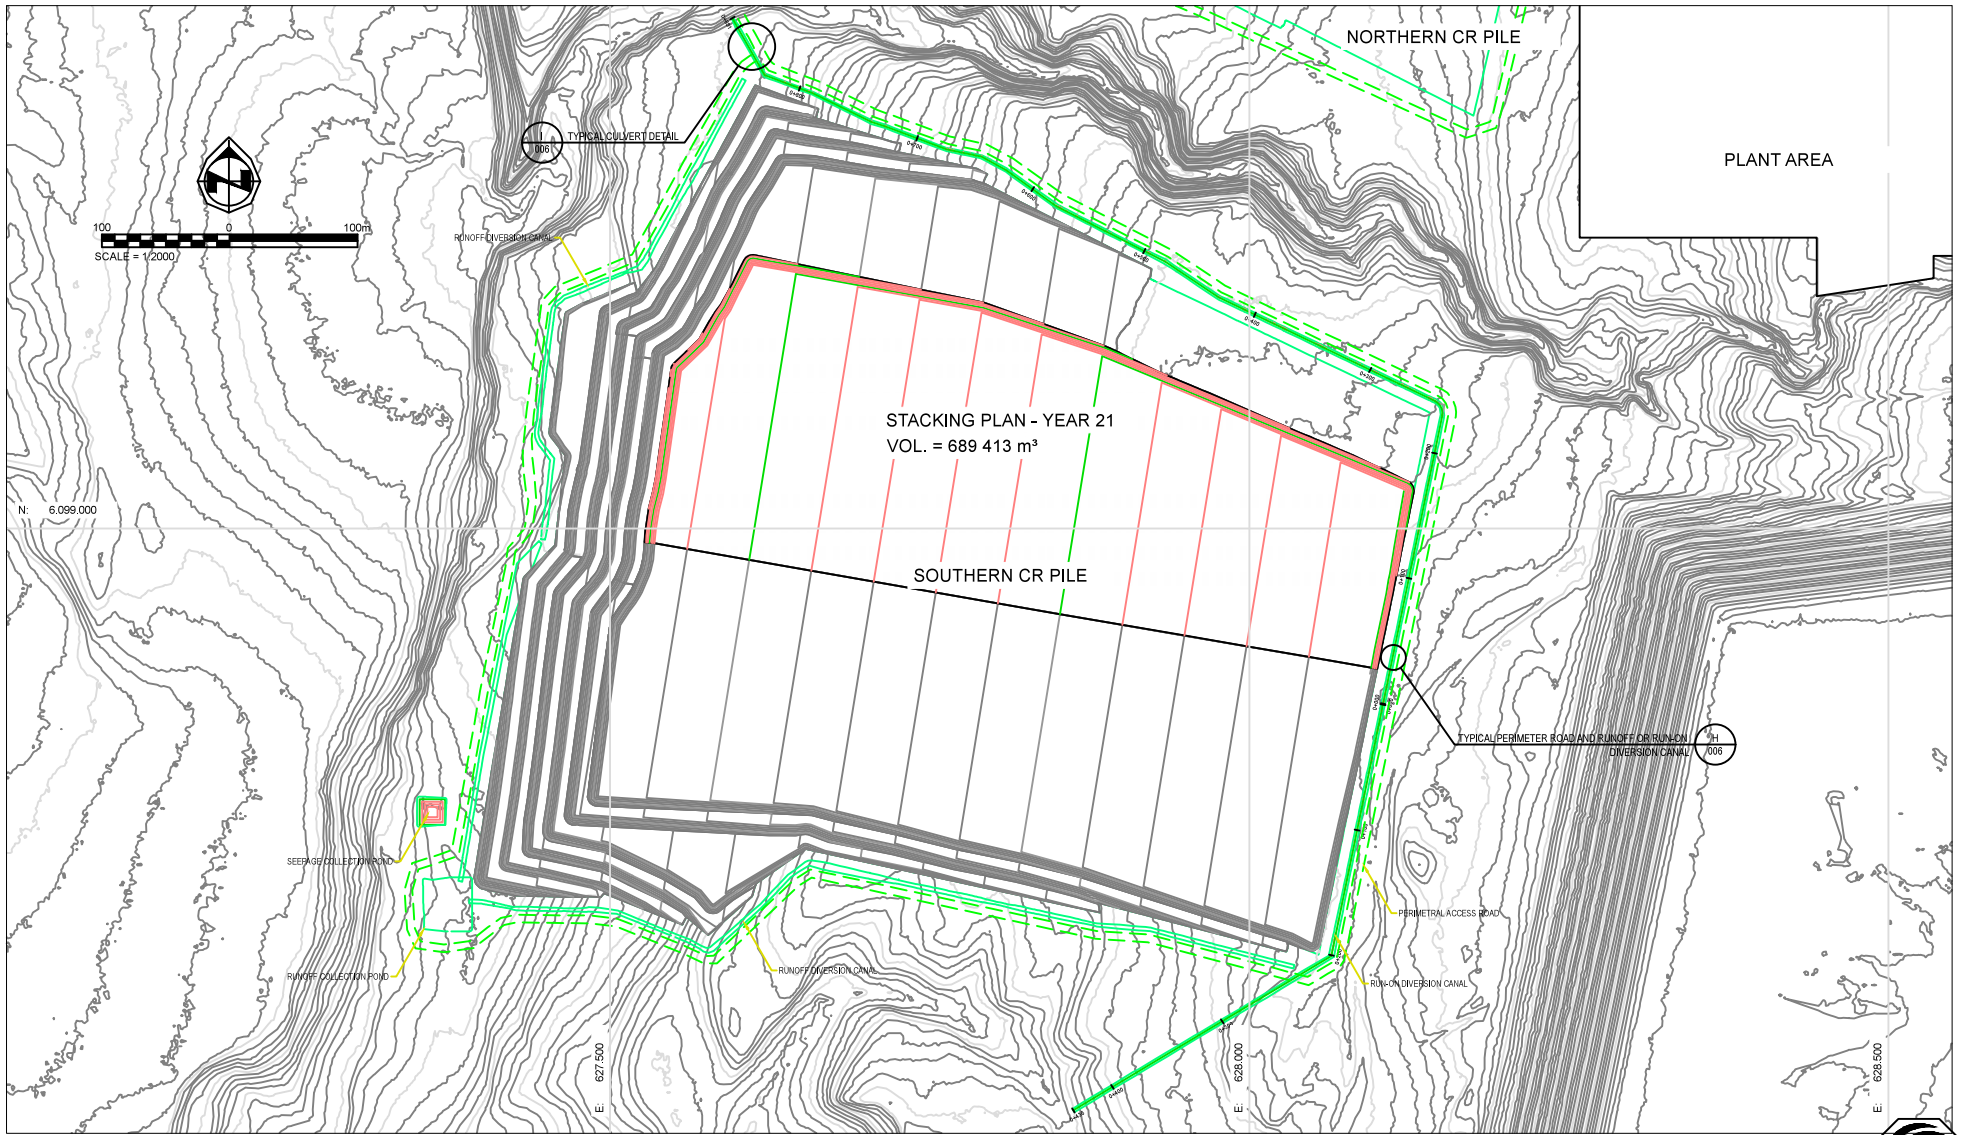 NORTHERN CR PILE
PLANT AREA
I
006
TYPICAL CULVERT DETAIL
100
0
100m
SCALE = 1/2000
RUNOFF DIVERSION CANAL
STACKING PLAN - YEAR 21
VOL. = 689 413 m³
N: 6.099.000
SOUTHERN CR PILE
TYPICAL PERIMETER ROAD AND RUNOFF OR RUN-ON
DIVERSION CANAL
H
006
SEEPAGE COLLECTION POND
RUNOFF COLLECTION POND
RUNOFF DIVERSION CANAL
PERIMETRAL ACCESS ROAD
RUN-ON DIVERSION CANAL
E: 627.500
E: 628.000
E: 628.500